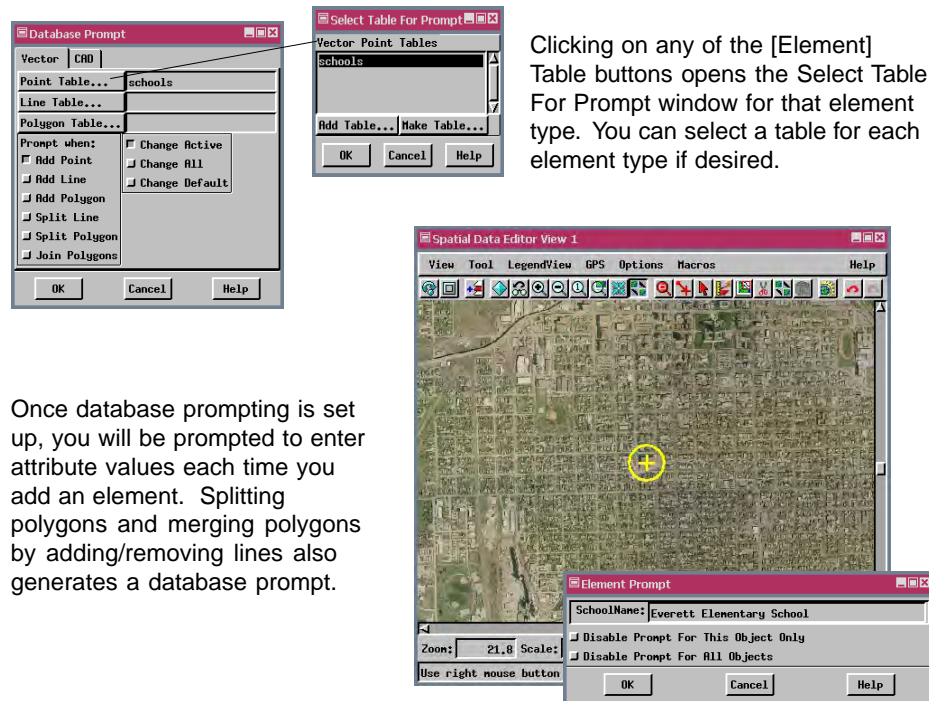 Database Prompt
Vector CAD
Point Table... schools
Line Table...
Polygon Table...
Prompt when:
Add Point
Add Line
Add Polygon
Split Line
Split Polygon
Join Polygons
Change Active
Change All
Change Default
OK Cancel Help
Select Table For Prompt
Vector Point Tables
schools
Add Table... Make Table...
OK Cancel Help
Clicking on any of the [Element]
Table buttons opens the Select Table
For Prompt window for that element
type. You can select a table for each
element type if desired.
Once database prompting is set
up, you will be prompted to enter
attribute values each time you
add an element. Splitting
polygons and merging polygons
by adding/removing lines also
generates a database prompt.
Spatial Data Editor View 1
View Tool LegendView GPS Options Macros Help
Zoom: 21.8 Scale:
Use right mouse button
Element Prompt
SchoolName: Everett Elementary School
Disable Prompt For This Object Only
Disable Prompt For All Objects
OK Cancel Help